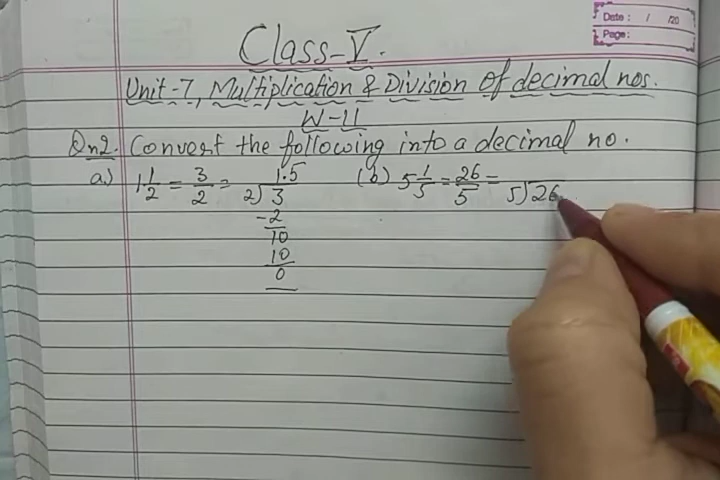 Date : / /20
Page :
Class-V.
Unit-7, Multiplication & Division of decimal nos.
W-11
Qn2. Convert the following into a decimal no.
a.) 1 1/2 = 3/2 = 2)3 1.5 (b) 5 1/5 = 26/5 = 5)26
-2
10
10
0